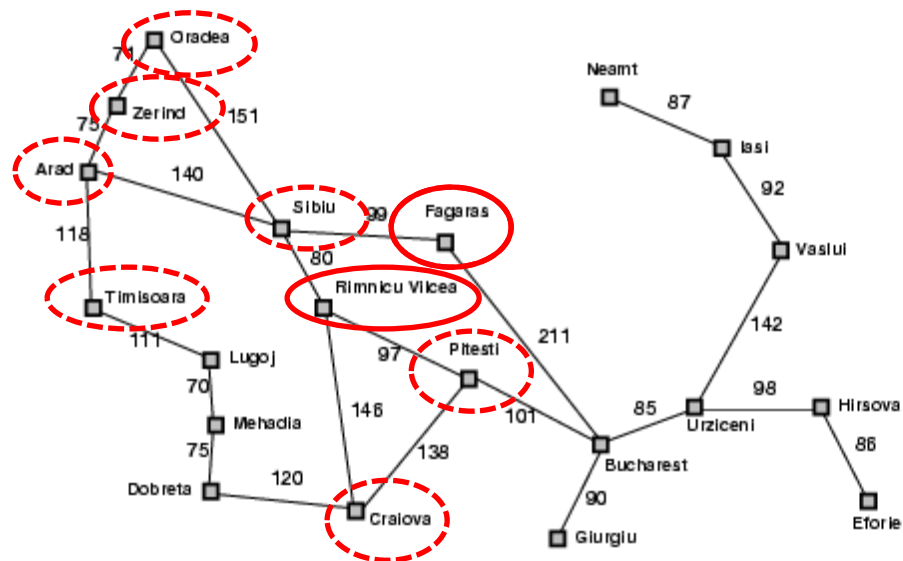 Oradea
71
Neamt
87
Zerind
75
151
Iasi
Arad
140
92
Sibiu
99
Fagaras
118
80
Vaslui
Timisoara
Rimnicu Vilcea
111
Lugoj
97
Pitesti
211
142
70
146
98
Hirsova
Mehadia
101
85
Urziceni
75
138
86
120
Bucharest
Dobreta
90
Craiova
Giurgiu
Eforie